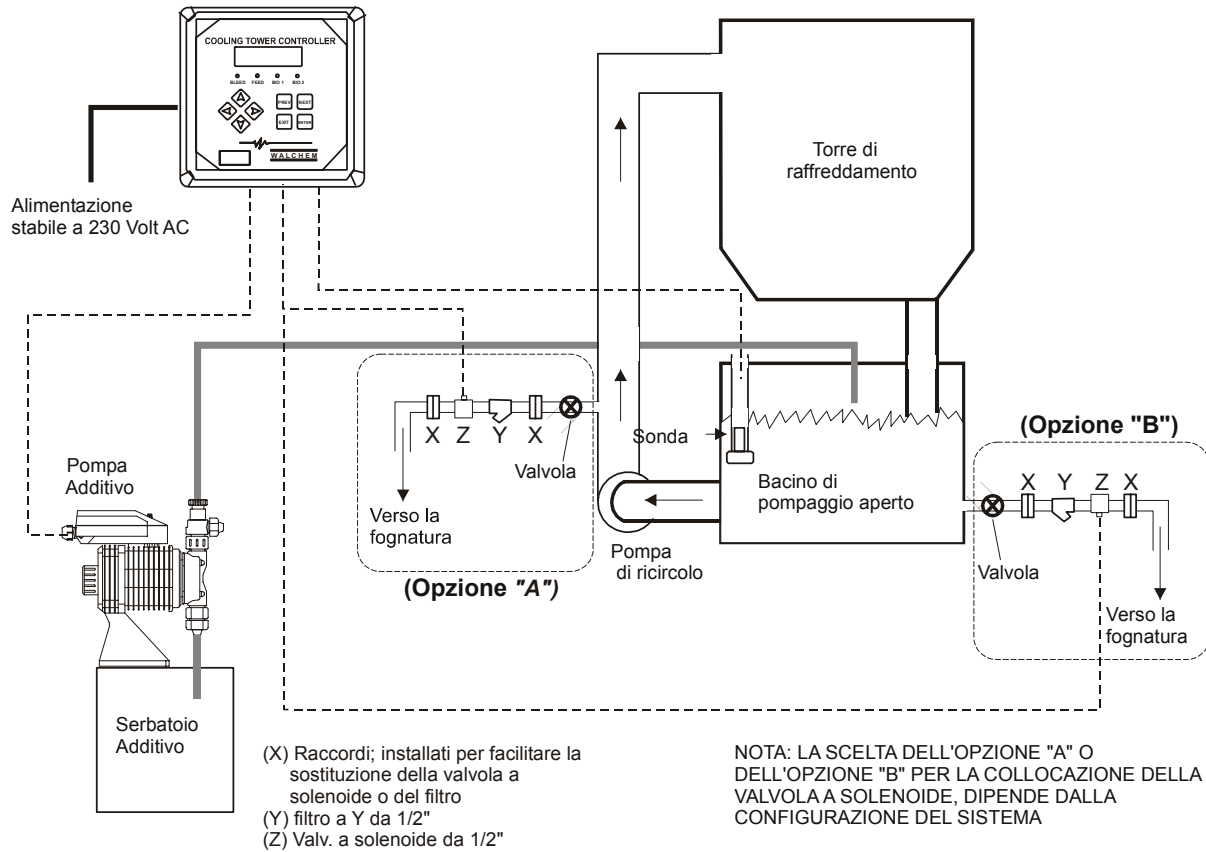 COOLING TOWER CONTROLLER
BLEED FEED BIO 1 BIO 2
PREV NEXT
EXIT ENTER
WALCHEM
Alimentazione
stabile a 230 Volt AC
Torre di
raffreddamento
X Z Y X
Valvola
Verso la
fognatura
(Opzione "A")
Sonda
Bacino di
pompaggio aperto
Pompa
di ricircolo
(Opzione "B")
X Y Z X
Valvola
Verso la
fognatura
Pompa
Additivo
Serbatoio
Additivo
(X) Raccordi; installati per facilitare la
sostituzione della valvola a
solenoide o del filtro
(Y) filtro a Y da 1/2"
(Z) Valv. a solenoide da 1/2"
NOTA: LA SCELTA DELL'OPZIONE "A" O
DELL'OPZIONE "B" PER LA COLLOCAZIONE DELLA
VALVOLA A SOLENOIDE, DIPENDE DALLA
CONFIGURAZIONE DEL SISTEMA